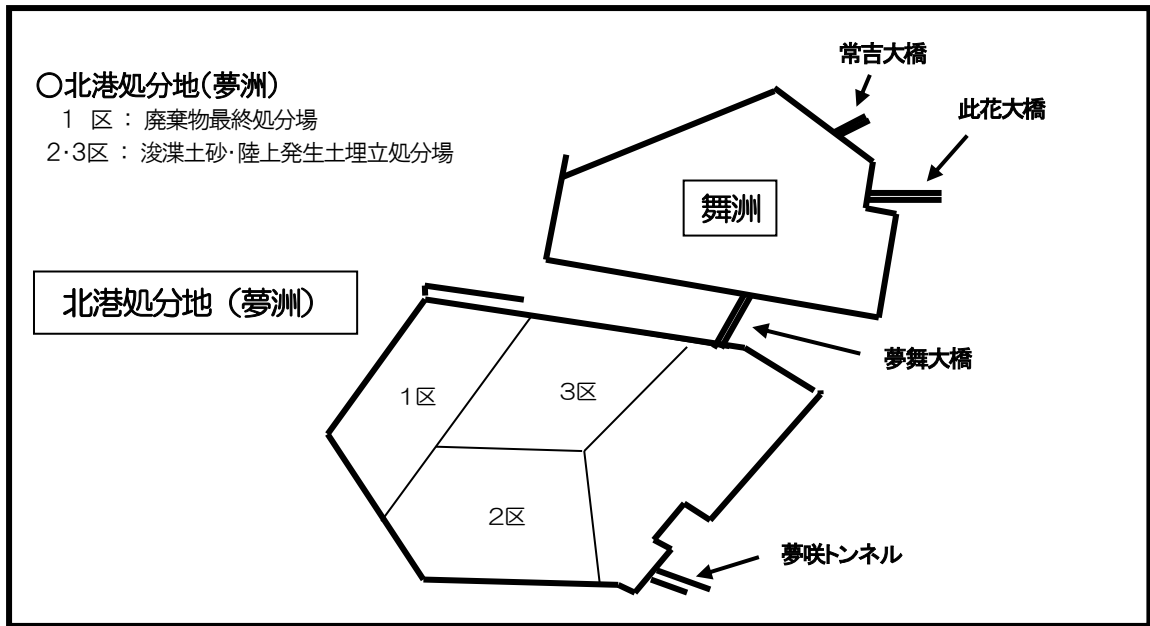 ○北港処分地(夢洲)
1 区 : 廃棄物最終処分場
2・3区 : 浚渫土砂・陸上発生土埋立処分場
常吉大橋
此花大橋
舞洲
北港処分地 (夢洲)
夢舞大橋
1区
3区
2区
夢咲トンネル